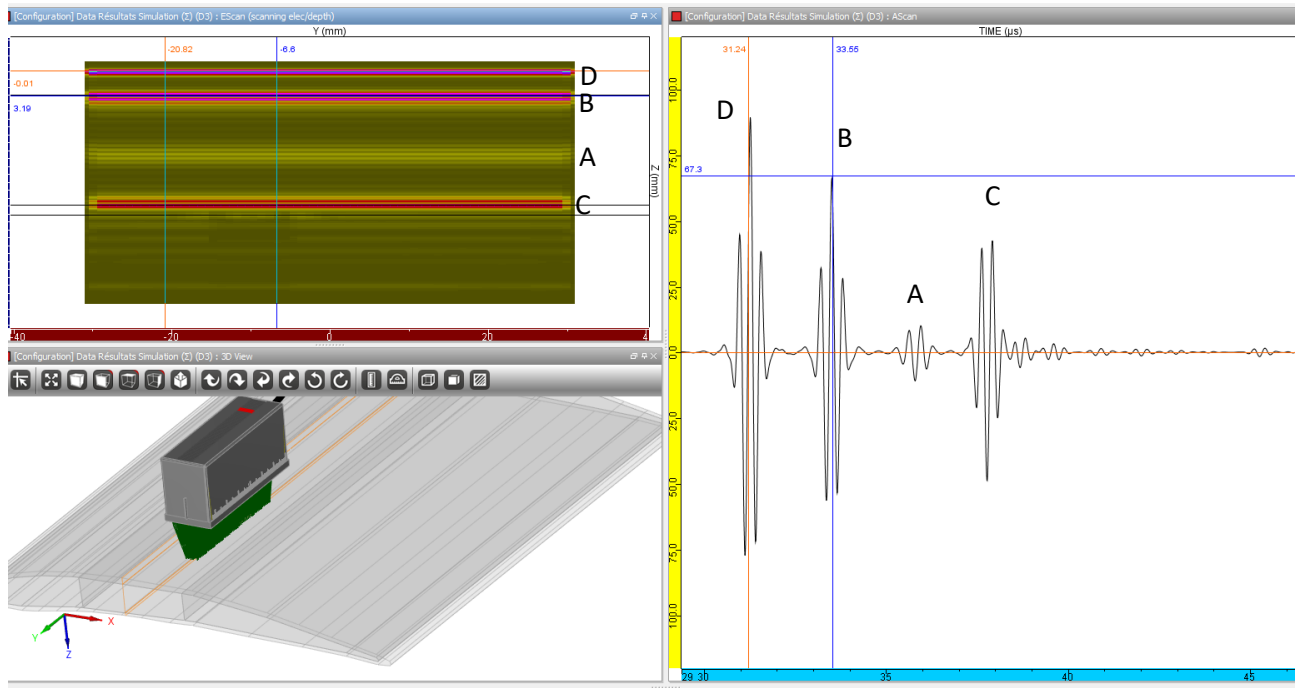 [Configuration] Data Résultats Simulation (Σ) (D3) : EScan (scanning elec/depth)
Y (mm)
-20.82
-6.6
-0.01
3.19
D
B
A
C
Z (mm)
-40
-20
0
20
[Configuration] Data Résultats Simulation (Σ) (D3) : 3D View
X
Y
Z
[Configuration] Data Résultats Simulation (Σ) (D3) : AScan
TIME (µs)
31.24
33.55
100.0
D
B
75.0
67.3
C
50.0
25.0
A
0.0
25.0
50.0
75.0
100.0
29.30
35
40
45